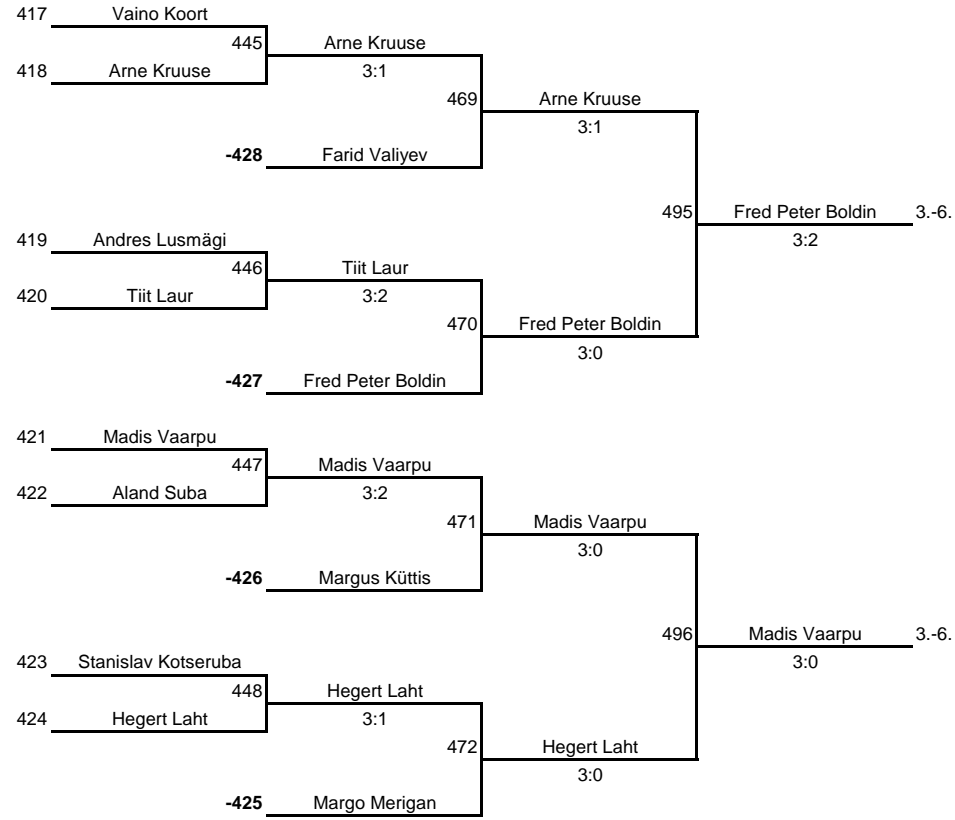 417 Vaino Koort
445 Arne Kruuse
418 Arne Kruuse 3:1
469 Arne Kruuse
3:1
-428 Farid Valiyev
495 Fred Peter Boldin 3.-6.
419 Andres Lusmägi 3:2
446 Tiit Laur
420 Tiit Laur 3:2
470 Fred Peter Boldin
3:0
-427 Fred Peter Boldin
421 Madis Vaarpu
447 Madis Vaarpu
422 Aland Suba 3:2
471 Madis Vaarpu
3:0
-426 Margus Küttis
496 Madis Vaarpu 3.-6.
423 Stanislav Kotseruba 3:0
448 Hegert Laht
424 Hegert Laht 3:1
472 Hegert Laht
3:0
-425 Margo Merigan